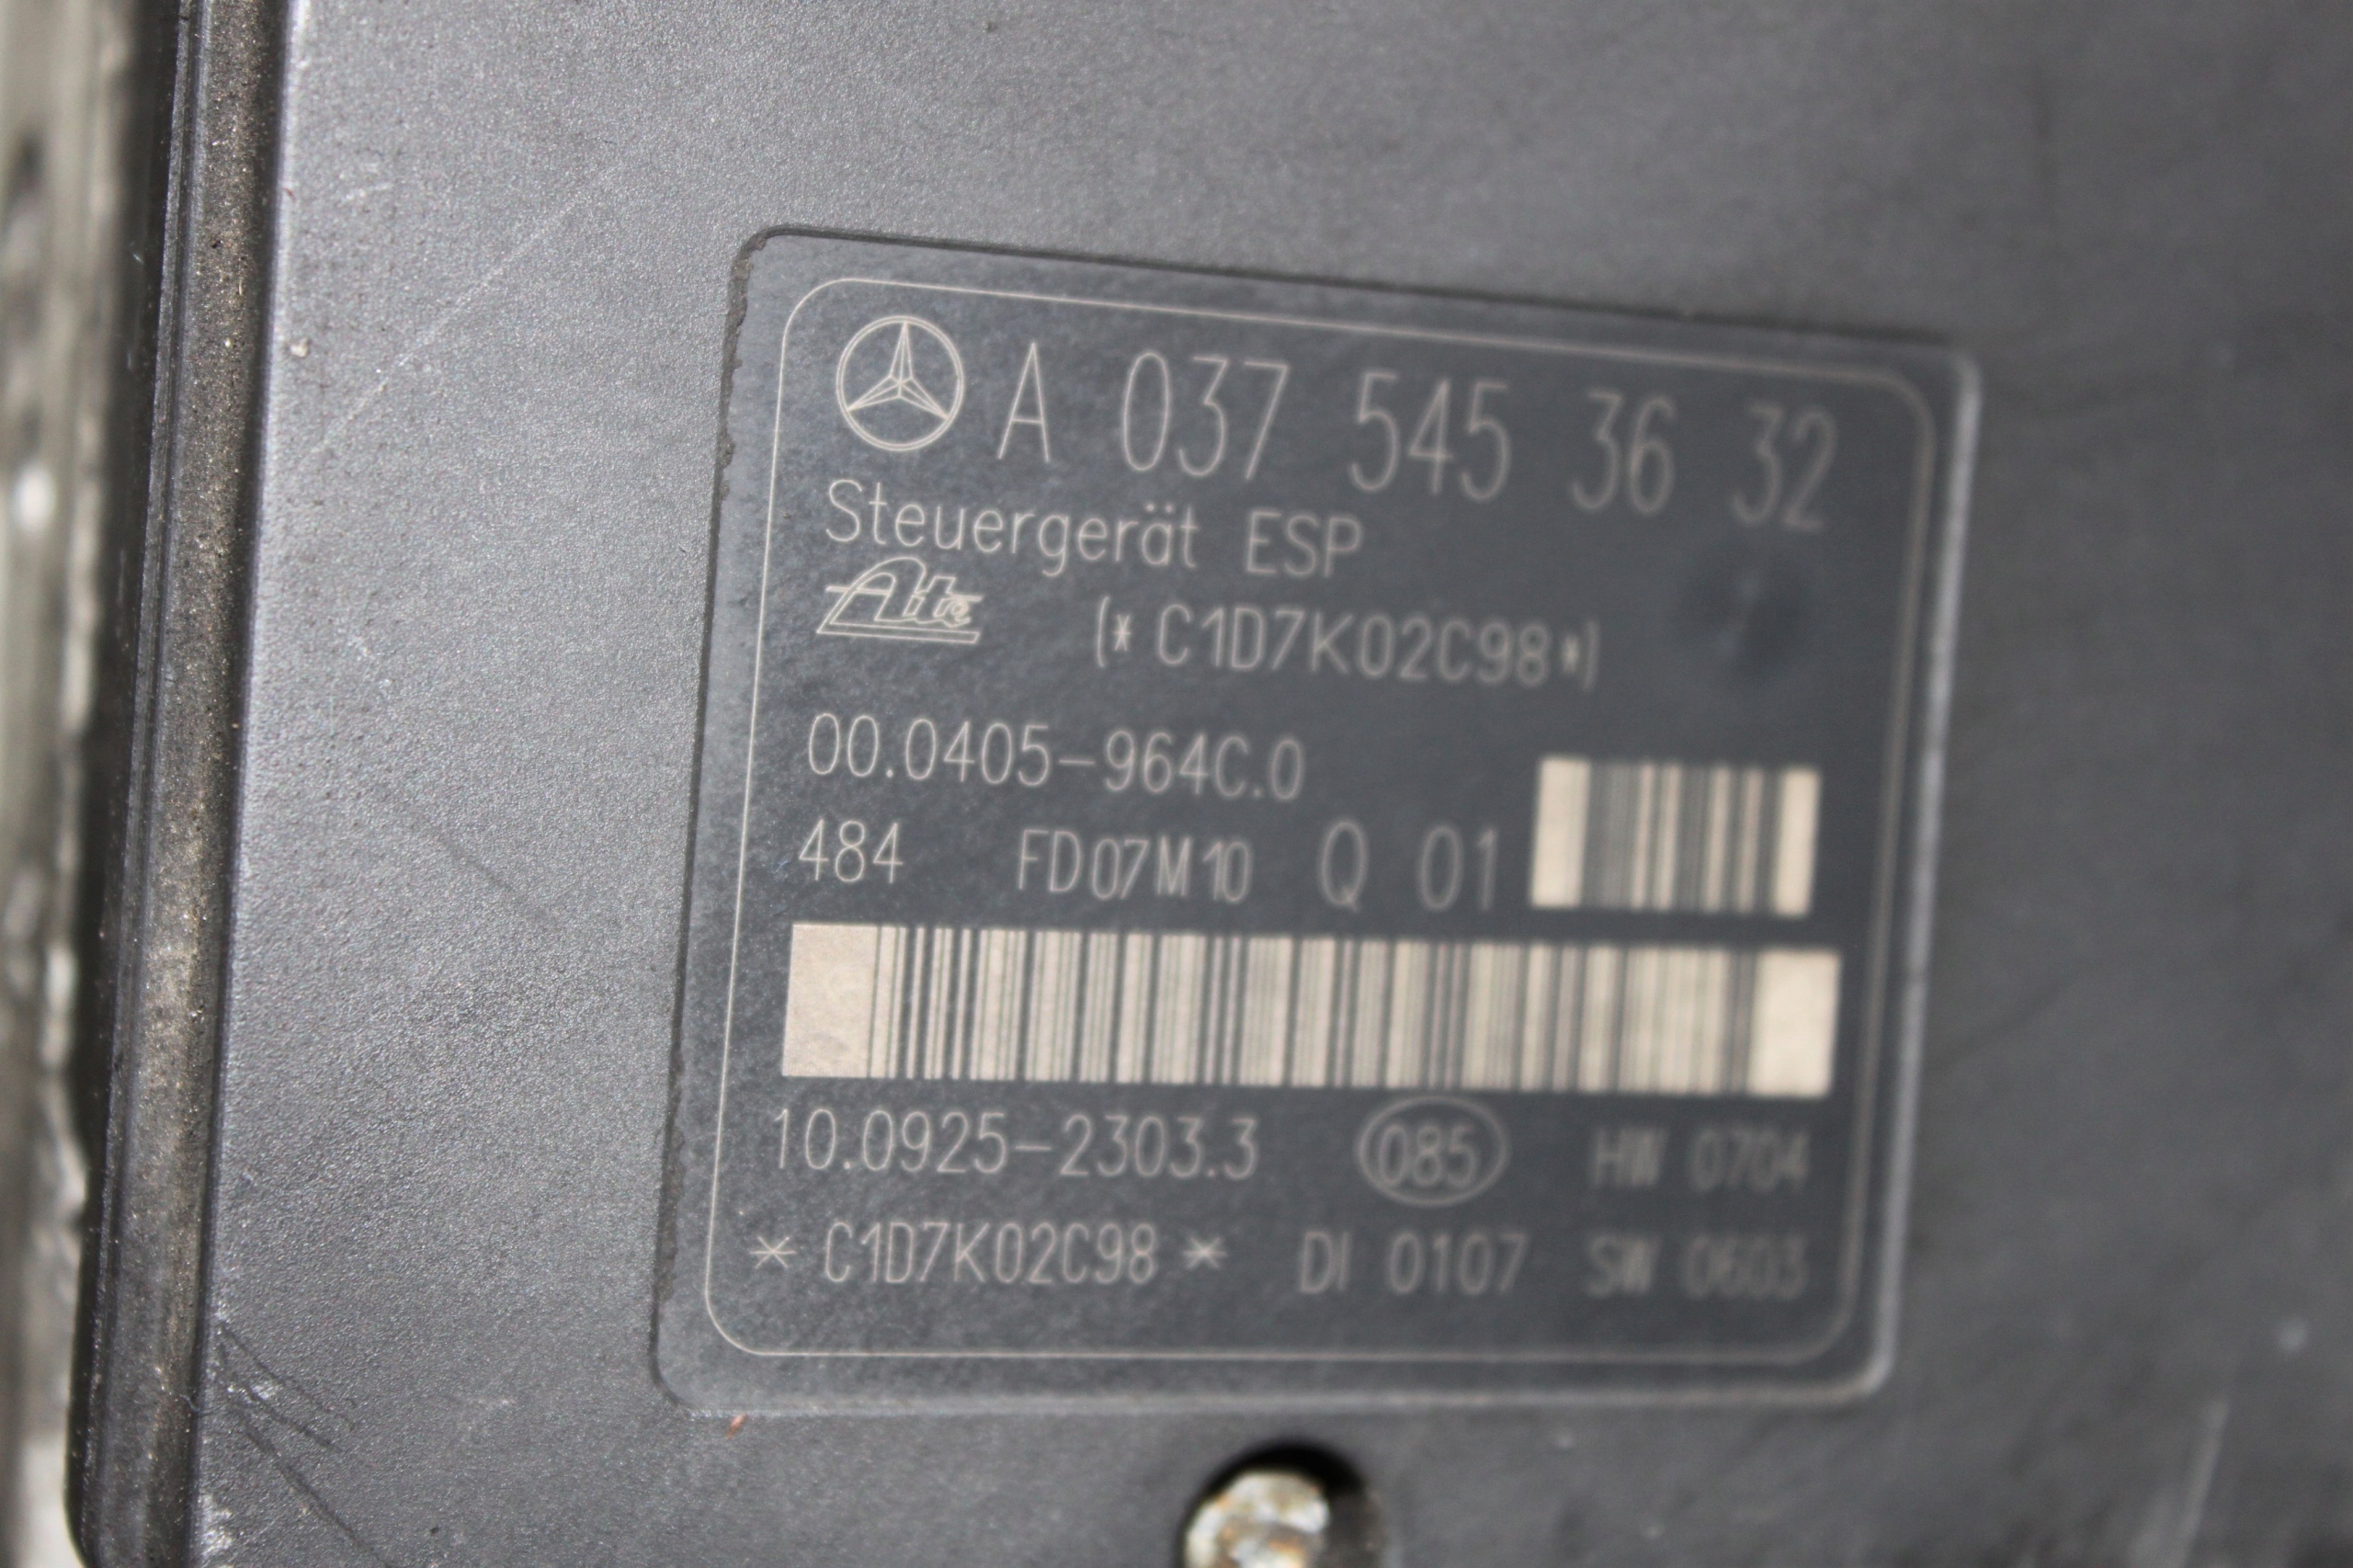 A 037 545 36 32
Steuergerät ESP
Ate (* C1D7K02C98 *)
00.0405-964C.0
484 FD07M10 Q 01
10.0925-2303.3 085 HW 0704
* C1D7K02C98 * DI 0107 SW 0603